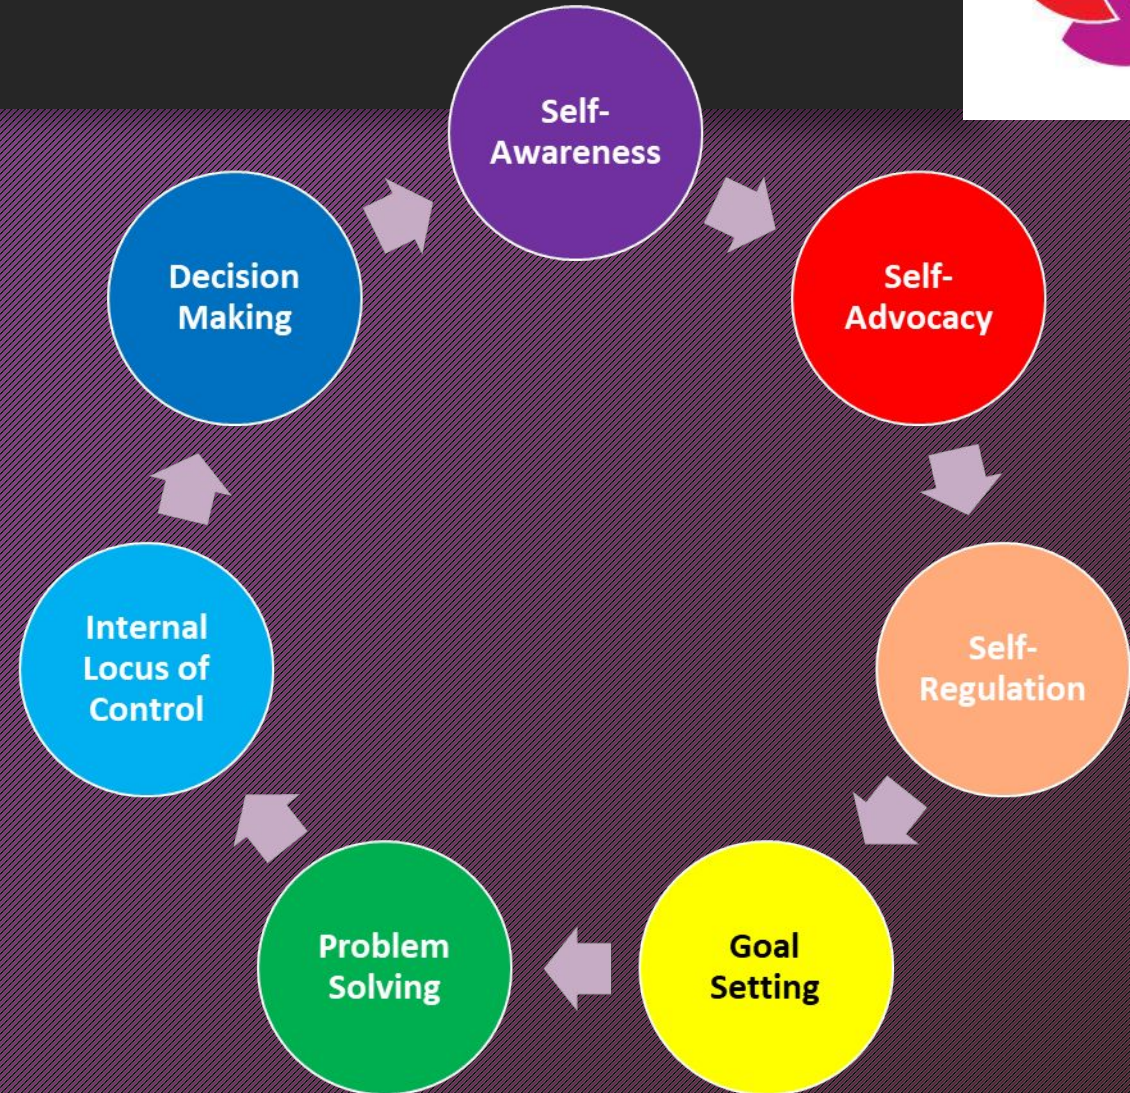 Self-
Awareness
Self-
Advocacy
Self-
Regulation
Goal
Setting
Problem
Solving
Internal
Locus of
Control
Decision
Making